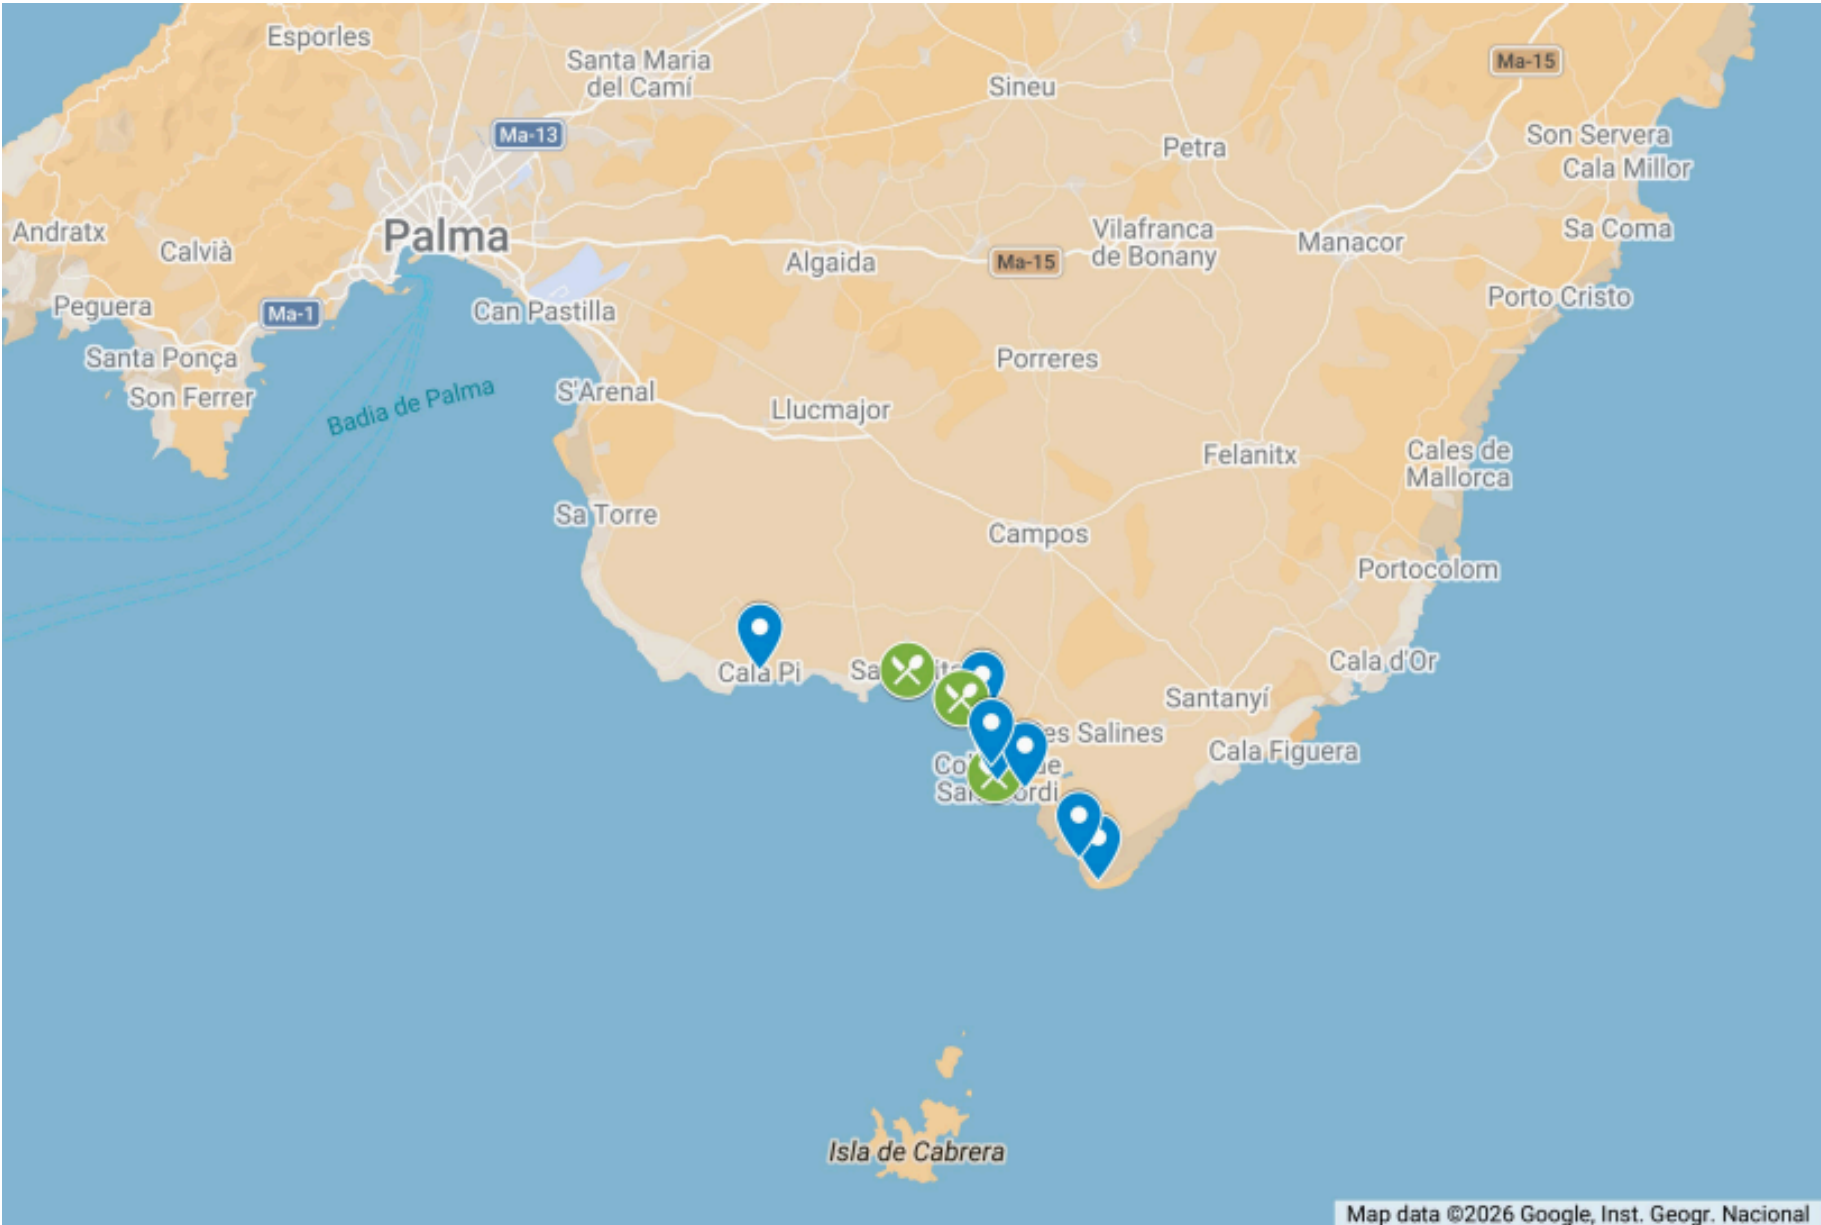 Esporles
Santa Maria
del Camí
Sineu
Ma-15
Ma-13
Petra
Son Servera
Cala Millor
Andratx
Calvià
Palma
Algaida
Ma-15
Vilafranca
de Bonany
Manacor
Sa Coma
Peguera
Ma-1
Can Pastilla
Porto Cristo
Santa Ponça
Son Ferrer
Badia de Palma
S'Arenal
Llucmajor
Porreres
Felanitx
Cales de
Mallorca
Sa Torre
Campos
Portocolom
Cala Pi
Sa
Cala d'Or
Santanyí
es Salines
Cala Figuera
Isla de Cabrera
Map data ©2026 Google, Inst. Geogr. Nacional